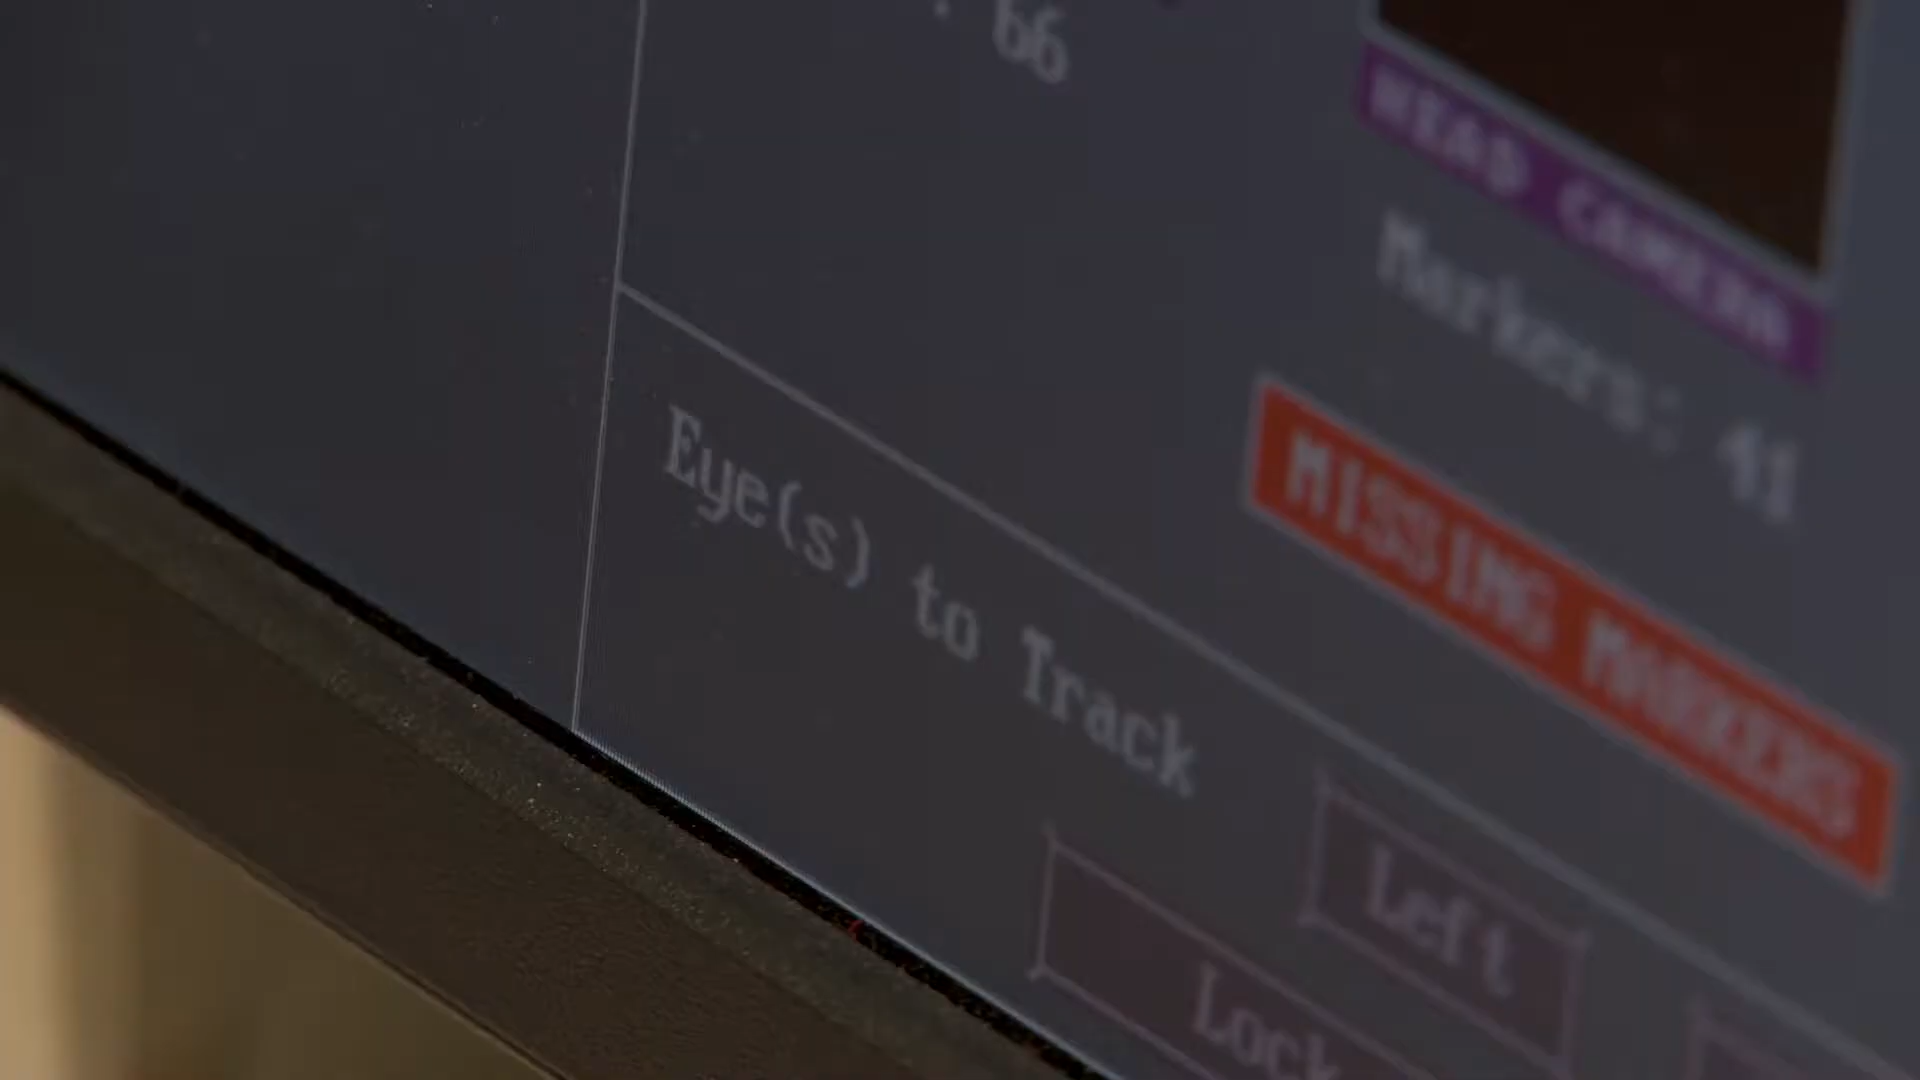 66
HEAD CAMERA
Markers: 41
MISSING MARKERS
Eye(s) to Track
Left
Lock